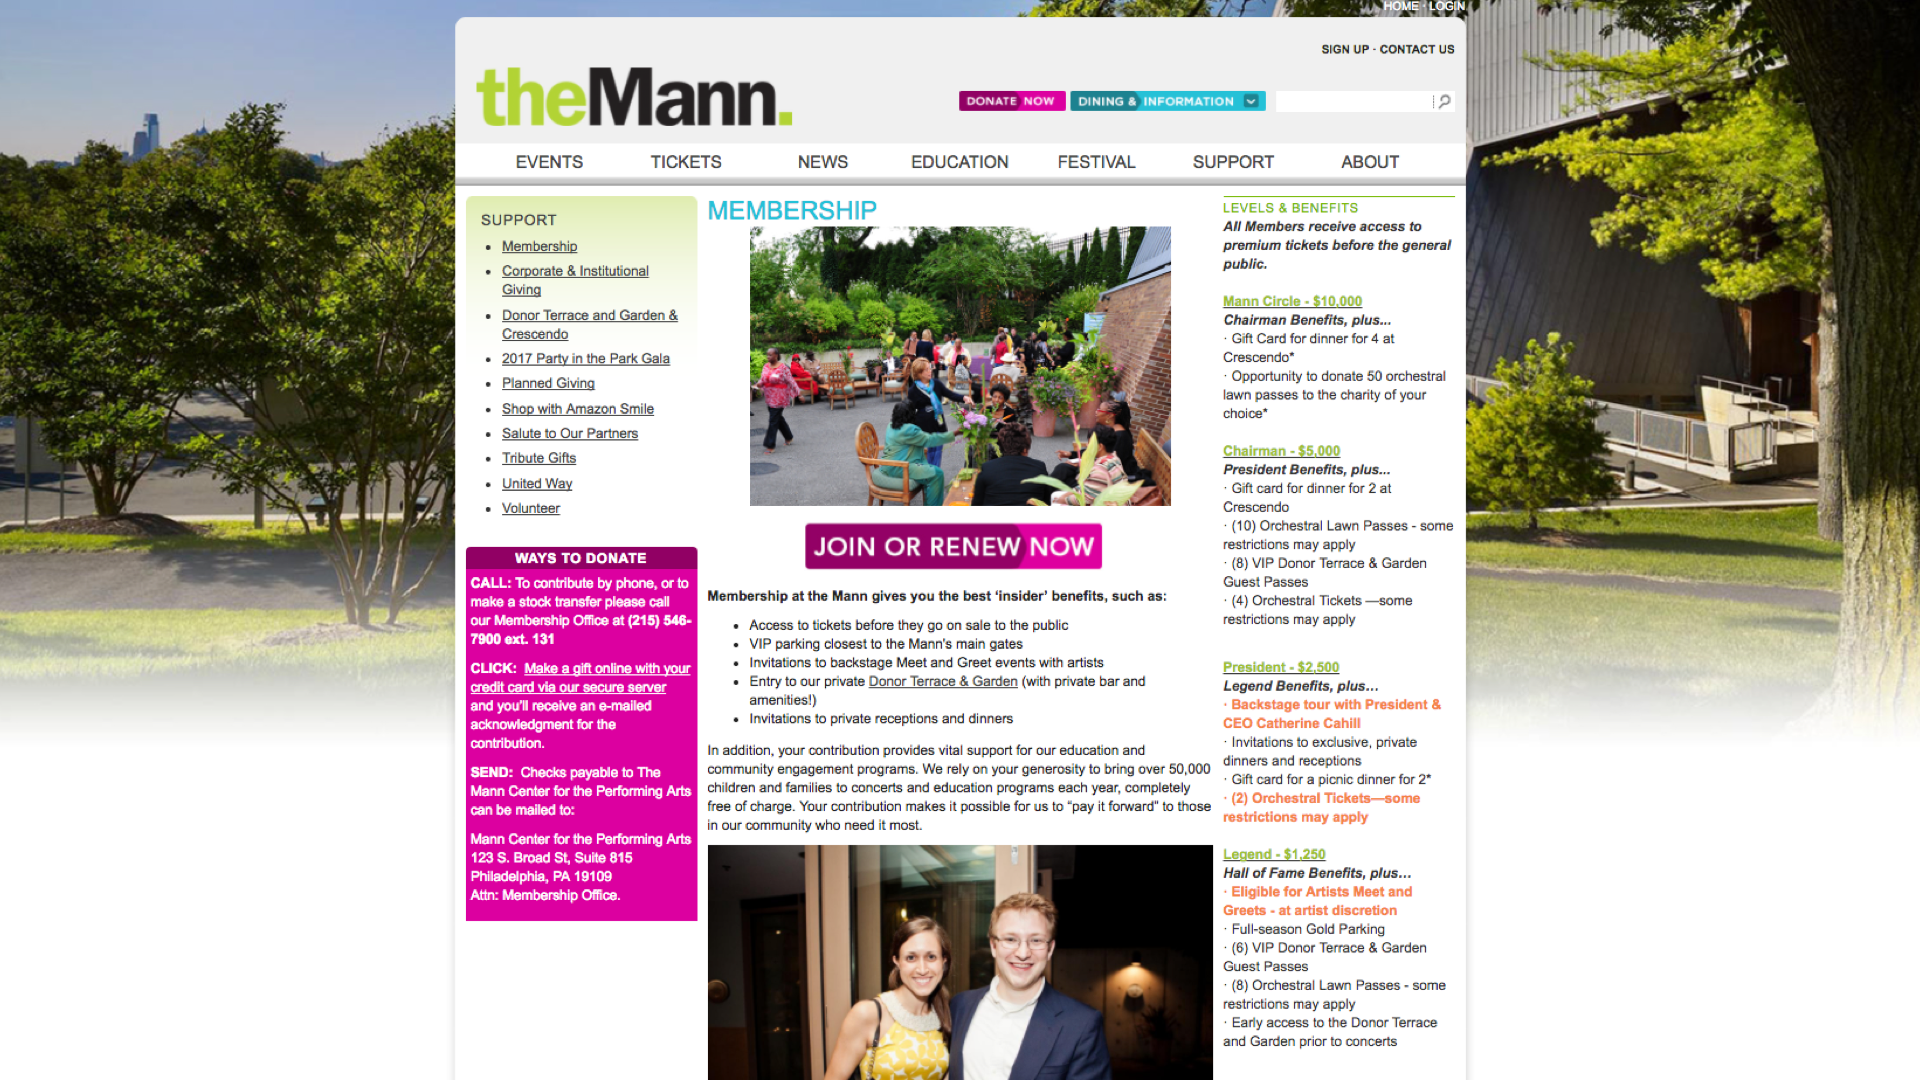 HOME · LOGIN
SIGN UP · CONTACT US
theMann.
DONATE NOW
DINING & INFORMATION
EVENTS
TICKETS
NEWS
EDUCATION
FESTIVAL
SUPPORT
ABOUT
SUPPORT
Membership
Corporate & Institutional
Giving
Donor Terrace and Garden &
Crescendo
2017 Party in the Park Gala
Planned Giving
Shop with Amazon Smile
Salute to Our Partners
Tribute Gifts
United Way
Volunteer
WAYS TO DONATE
CALL: To contribute by phone, or to
make a stock transfer please call
our Membership Office at (215) 546-
7900 ext. 131
CLICK: Make a gift online with your
credit card via our secure server
and you'll receive an e-mailed
acknowledgment for the
contribution.
SEND: Checks payable to The
Mann Center for the Performing Arts
can be mailed to:
Mann Center for the Performing Arts
123 S. Broad St, Suite 815
Philadelphia, PA 19109
Attn: Membership Office.
MEMBERSHIP
JOIN OR RENEW NOW
Membership at the Mann gives you the best ‘insider’ benefits, such as:
Access to tickets before they go on sale to the public
VIP parking closest to the Mann's main gates
Invitations to backstage Meet and Greet events with artists
Entry to our private Donor Terrace & Garden (with private bar and
amenities!)
Invitations to private receptions and dinners
In addition, your contribution provides vital support for our education and
community engagement programs. We rely on your generosity to bring over 50,000
children and families to concerts and education programs each year, completely
free of charge. Your contribution makes it possible for us to “pay it forward” to those
in our community who need it most.
LEVELS & BENEFITS
All Members receive access to
premium tickets before the general
public.
Mann Circle - $10,000
Chairman Benefits, plus...
· Gift Card for dinner for 4 at
Crescendo*
· Opportunity to donate 50 orchestral
lawn passes to the charity of your
choice*
Chairman - $5,000
President Benefits, plus...
· Gift card for dinner for 2 at
Crescendo
· (10) Orchestral Lawn Passes - some
restrictions may apply
· (8) VIP Donor Terrace & Garden
Guest Passes
· (4) Orchestral Tickets —some
restrictions may apply
President - $2,500
Legend Benefits, plus…
· Backstage tour with President &
CEO Catherine Cahill
· Invitations to exclusive, private
dinners and receptions
· Gift card for a picnic dinner for 2*
· (2) Orchestral Tickets—some
restrictions may apply
Legend - $1,250
Hall of Fame Benefits, plus…
· Eligible for Artists Meet and
Greets - at artist discretion
· Full-season Gold Parking
· (6) VIP Donor Terrace & Garden
Guest Passes
· (8) Orchestral Lawn Passes - some
restrictions may apply
· Early access to the Donor Terrace
and Garden prior to concerts